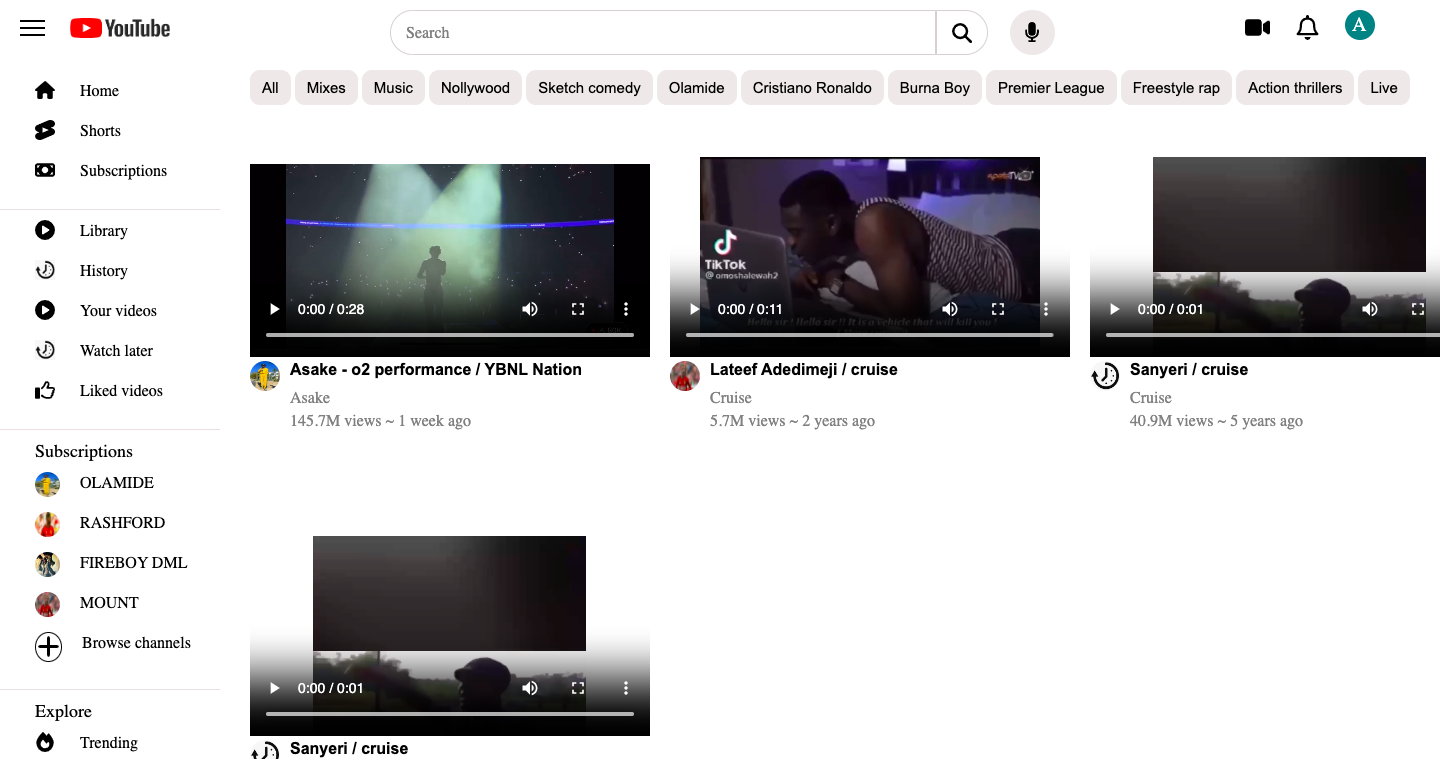 YouTube
Search
A
Home
Shorts
Subscriptions
Library
History
Your videos
Watch later
Liked videos
Subscriptions
OLAMIDE
RASHFORD
FIREBOY DML
MOUNT
Browse channels
Explore
Trending
All Mixes Music Nollywood Sketch comedy Olamide Cristiano Ronaldo Burna Boy Premier League Freestyle rap Action thrillers Live
0:00 / 0:28
Asake - o2 performance / YBNL Nation
Asake
145.7M views ~ 1 week ago
TikTok
@omoshalewah2
Hello sir ! Hello sir !! It is a vehicle that will kill you !
0:00 / 0:11
Lateef Adedimeji / cruise
Cruise
5.7M views ~ 2 years ago
0:00 / 0:01
Sanyeri / cruise
Cruise
40.9M views ~ 5 years ago
0:00 / 0:01
Sanyeri / cruise